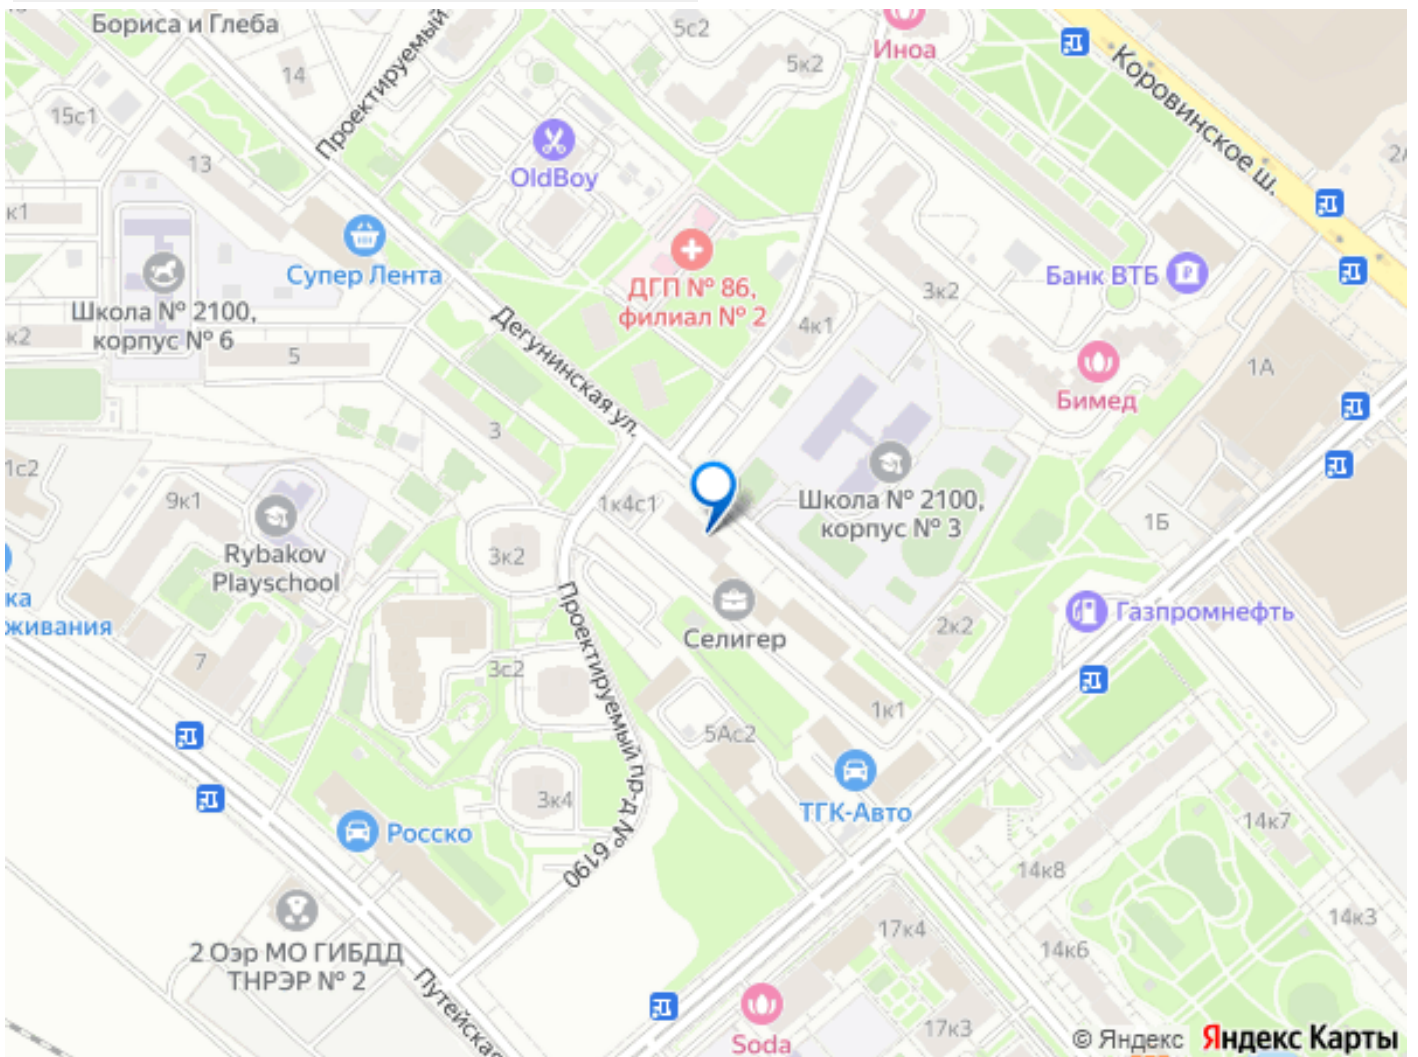 Бориса и Глеба
Проектируемый
5с2
5к2
Иноа
Коровинское ш.
14
15с1
13
OldBoy
к1
Супер Лента
ДГП № 86,
филиал № 2
3к2
Банк ВТБ
Школа № 2100,
корпус № 6
к2
5
4к1
Дегунинская ул.
Бимед
1А
3
1с2
9к1
1к4с1
Школа № 2100,
корпус № 3
1Б
Rybakov
Playschool
3к2
ка
живания
Селигер
2к2
Газпромнефть
7
3с2
Проектируемый пр-д № 6190
5Ас2
1к1
ТГК-Авто
3к4
Росско
14к7
14к8
2 Оэр МО ГИБДД
ТНРЭР № 2
17к4
14к6
14к3
Путейская
Soda
17к3
© Яндекс Яндекс Карты